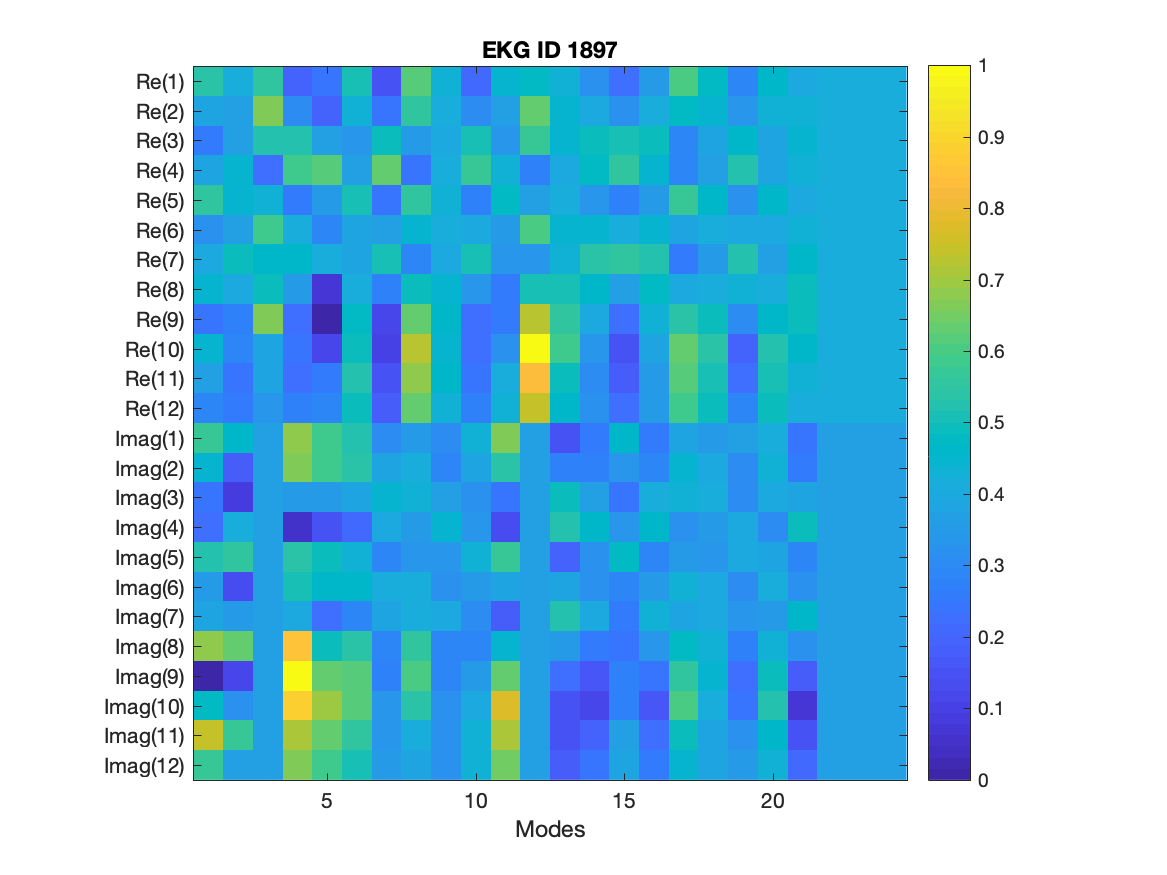 EKG ID 1897
Re(1)
Re(2)
Re(3)
Re(4)
Re(5)
Re(6)
Re(7)
Re(8)
Re(9)
Re(10)
Re(11)
Re(12)
Imag(1)
Imag(2)
Imag(3)
Imag(4)
Imag(5)
Imag(6)
Imag(7)
Imag(8)
Imag(9)
Imag(10)
Imag(11)
Imag(12)
5 10 15 20
Modes
1
0.9
0.8
0.7
0.6
0.5
0.4
0.3
0.2
0.1
0